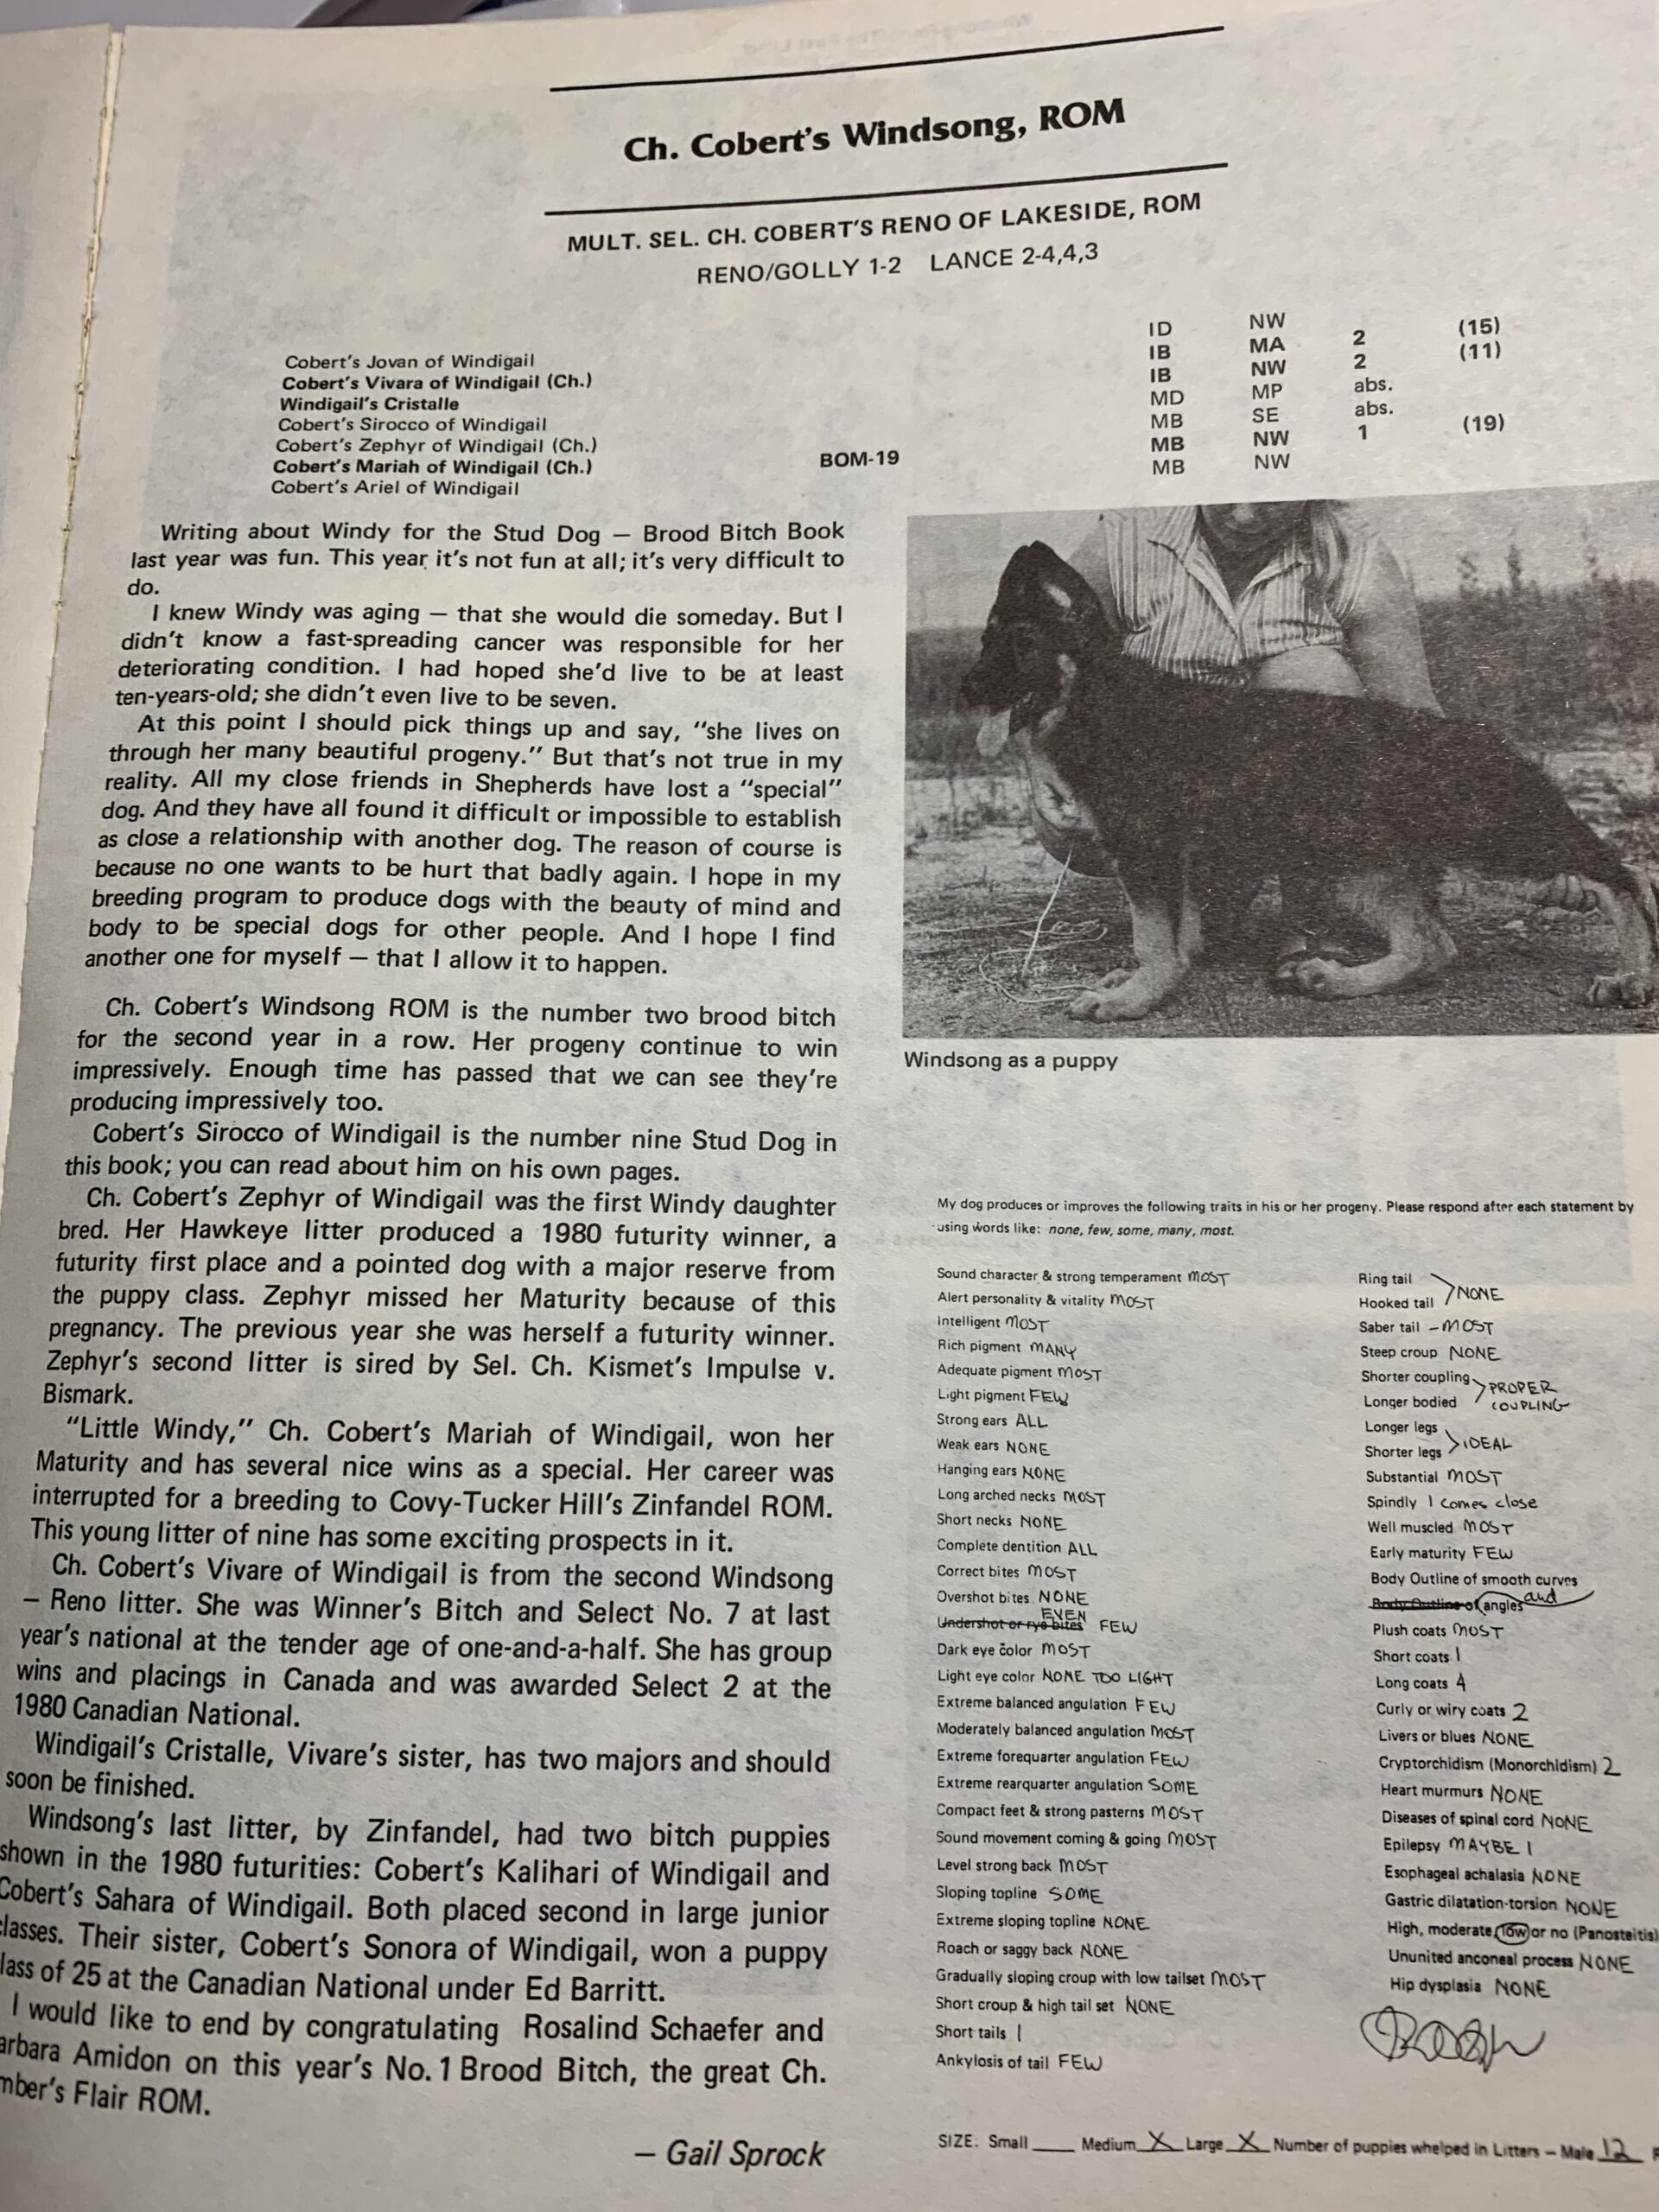 Ch. Cobert's Windsong, ROM
MULT. SEL. CH. COBERT'S RENO OF LAKESIDE, ROM
RENO/GOLLY 1-2 LANCE 2-4,4,3
Cobert's Jovan of Windigail ID NW
Cobert's Vivara of Windigail (Ch.) IB MA 2 (15)
Windigail's Cristalle IB NW 2 (11)
Cobert's Sirocco of Windigail MD MP abs.
Cobert's Zephyr of Windigail (Ch.) MB SE abs.
Cobert's Mariah of Windigail (Ch.) BOM-19 MB NW 1 (19)
Cobert's Ariel of Windigail MB NW
Writing about Windy for the Stud Dog — Brood Bitch Book
last year was fun. This year it's not fun at all; it's very difficult to
do.
I knew Windy was aging — that she would die someday. But I
didn't know a fast-spreading cancer was responsible for her
deteriorating condition. I had hoped she'd live to be at least
ten-years-old; she didn't even live to be seven.
At this point I should pick things up and say, "she lives on
through her many beautiful progeny." But that's not true in my
reality. All my close friends in Shepherds have lost a "special"
dog. And they have all found it difficult or impossible to establish
as close a relationship with another dog. The reason of course is
because no one wants to be hurt that badly again. I hope in my
breeding program to produce dogs with the beauty of mind and
body to be special dogs for other people. And I hope I find
another one for myself — that I allow it to happen.
Ch. Cobert's Windsong ROM is the number two brood bitch
for the second year in a row. Her progeny continue to win
impressively. Enough time has passed that we can see they're
producing impressively too.
Cobert's Sirocco of Windigail is the number nine Stud Dog in
this book; you can read about him on his own pages.
Ch. Cobert's Zephyr of Windigail was the first Windy daughter
bred. Her Hawkeye litter produced a 1980 futurity winner, a
futurity first place and a pointed dog with a major reserve from
the puppy class. Zephyr missed her Maturity because of this
pregnancy. The previous year she was herself a futurity winner.
Zephyr's second litter is sired by Sel. Ch. Kismet's Impulse v.
Bismark.
"Little Windy," Ch. Cobert's Mariah of Windigail, won her
Maturity and has several nice wins as a special. Her career was
interrupted for a breeding to Covy-Tucker Hill's Zinfandel ROM.
This young litter of nine has some exciting prospects in it.
Ch. Cobert's Vivare of Windigail is from the second Windsong
— Reno litter. She was Winner's Bitch and Select No. 7 at last
year's national at the tender age of one-and-a-half. She has group
wins and placings in Canada and was awarded Select 2 at the
1980 Canadian National.
Windigail's Cristalle, Vivare's sister, has two majors and should
soon be finished.
Windsong's last litter, by Zinfandel, had two bitch puppies
shown in the 1980 futurities: Cobert's Kalihari of Windigail and
Cobert's Sahara of Windigail. Both placed second in large junior
classes. Their sister, Cobert's Sonora of Windigail, won a puppy
lass of 25 at the Canadian National under Ed Barritt.
I would like to end by congratulating Rosalind Schaefer and
arbara Amidon on this year's No. 1 Brood Bitch, the great Ch.
mber's Flair ROM.
— Gail Sprock
Windsong as a puppy
My dog produces or improves the following traits in his or her progeny. Please respond after each statement by
using words like: none, few, some, many, most.
Sound character & strong temperament MOST
Alert personality & vitality MOST
Intelligent MOST
Rich pigment MANY
Adequate pigment MOST
Light pigment FEW
Strong ears ALL
Weak ears NONE
Hanging ears NONE
Long arched necks MOST
Short necks NONE
Complete dentition ALL
Correct bites MOST
Overshot bites NONE
EVEN
Undershot or rye bites FEW
Dark eye color MOST
Light eye color NONE TOO LIGHT
Extreme balanced angulation FEW
Moderately balanced angulation MOST
Extreme forequarter angulation FEW
Extreme rearquarter angulation SOME
Compact feet & strong pasterns MOST
Sound movement coming & going MOST
Level strong back MOST
Sloping topline SOME
Extreme sloping topline NONE
Roach or saggy back NONE
Gradually sloping croup with low tailset MOST
Short croup & high tail set NONE
Short tails 1
Ankylosis of tail FEW
Ring tail
NONE
Hooked tail
Saber tail - MOST
Steep croup NONE
Shorter coupling
PROPER
Longer bodied
COUPLING
Longer legs
IDEAL
Shorter legs
Substantial MOST
Spindly 1 comes close
Well muscled MOST
Early maturity FEW
Body Outline of smooth curves
and
Body Outline of angles
Plush coats MOST
Short coats 1
Long coats 4
Curly or wiry coats 2
Livers or blues NONE
Cryptorchidism (Monorchidism) 2
Heart murmurs NONE
Diseases of spinal cord NONE
Epilepsy MAYBE 1
Esophageal achalasia NONE
Gastric dilatation-torsion NONE
High, moderate, low or no (Panosteitis)
Ununited anconeal process NONE
Hip dysplasia NONE
SIZE. Small Medium X Large X Number of puppies whelped in Litters — Male 12